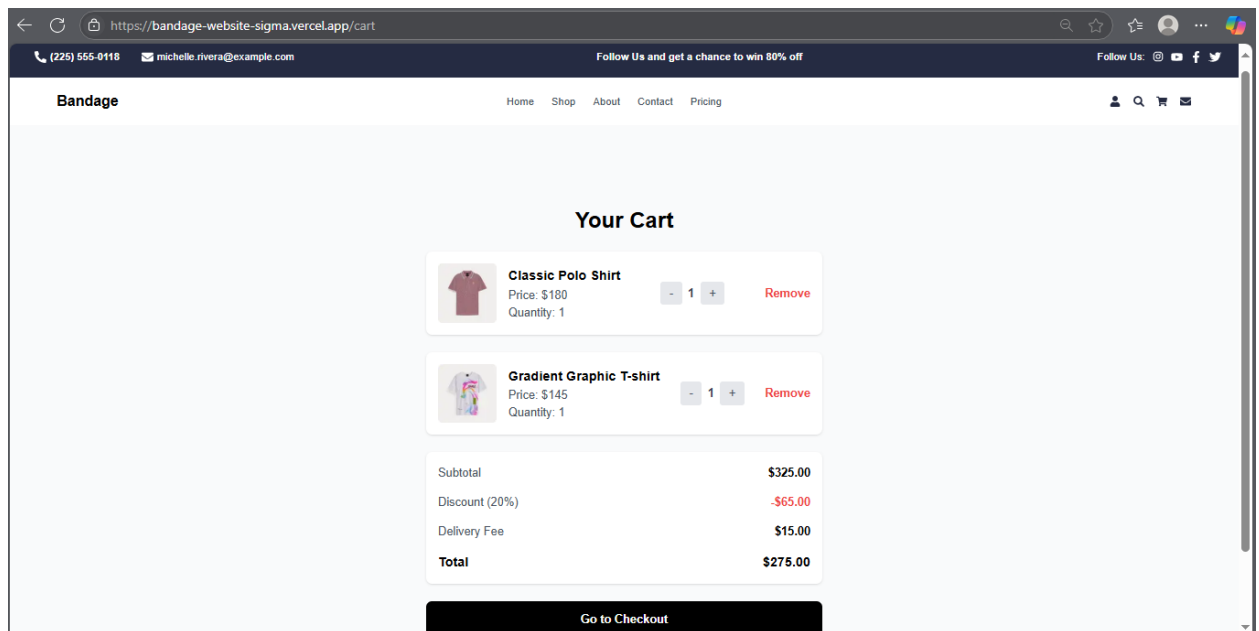 https://bandage-website-sigma.vercel.app/cart
(225) 555-0118 michelle.rivera@example.com Follow Us and get a chance to win 80% off Follow Us:
Bandage Home Shop About Contact Pricing
Your Cart
Classic Polo Shirt
Price: $180
Quantity: 1
- 1 + Remove
Gradient Graphic T-shirt
Price: $145
Quantity: 1
- 1 + Remove
Subtotal $325.00
Discount (20%) -$65.00
Delivery Fee $15.00
Total $275.00
Go to Checkout